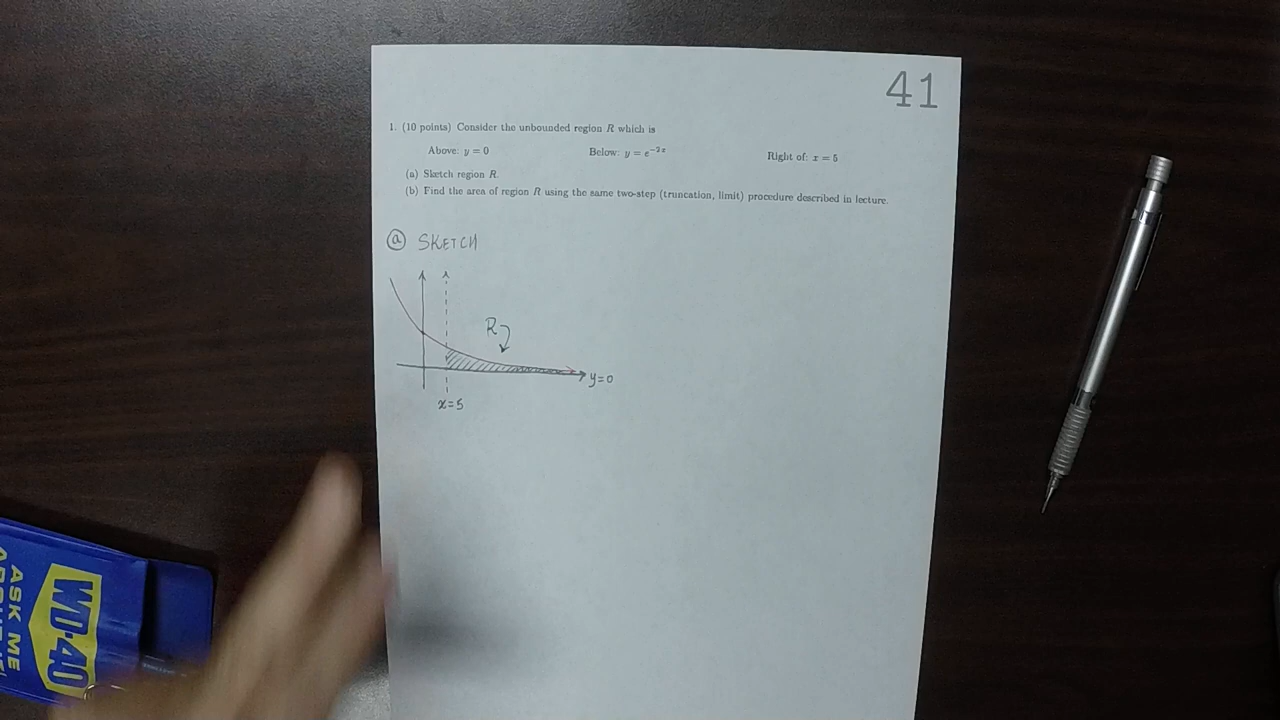 41
1. (10 points) Consider the unbounded region R which is
Above: y = 0 Below: y = e^{-2x} Right of: x = 5
(a) Sketch region R.
(b) Find the area of region R using the same two-step (truncation, limit) procedure described in lecture.
(a) SKETCH
R
y=0
x=5
WD-40
ASK ME